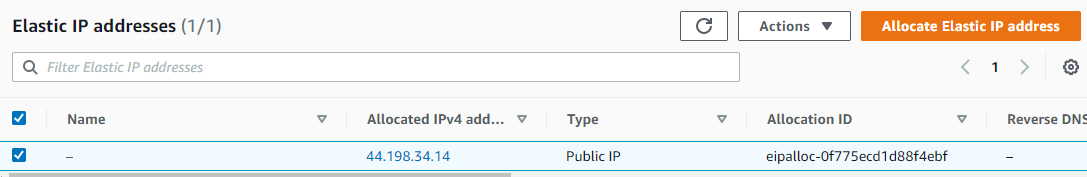 Elastic IP addresses (1/1)
Actions
Allocate Elastic IP address
Filter Elastic IP addresses
1
Name Allocated IPv4 add... Type Allocation ID Reverse DNS
– 44.198.34.14 Public IP eipalloc-0f775ecd1d88f4ebf –